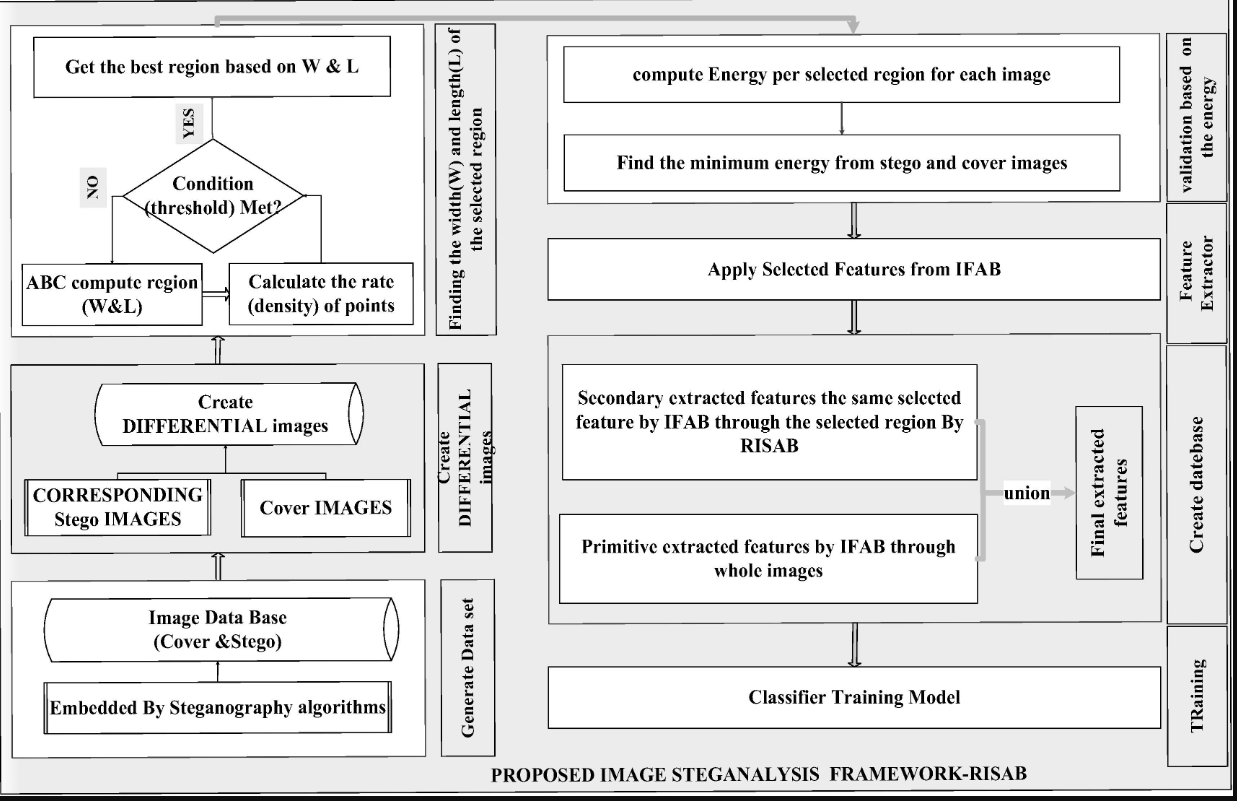 Get the best region based on W & L
YES
NO
Condition
(threshold) Met?
ABC compute region
(W&L)
Calculate the rate
(density) of points
Finding the width(W) and length(L) of
the selected region
Create
DIFFERENTIAL images
CORRESPONDING
Stego IMAGES
Cover IMAGES
Create
DIFFERENTIAL
images
Image Data Base
(Cover &Stego)
Embedded By Steganography algorithms
Generate Data set
compute Energy per selected region for each image
Find the minimum energy from stego and cover images
validation based on
the energy
Apply Selected Features from IFAB
Feature
Extractor
Secondary extracted features the same selected
feature by IFAB through the selected region By
RISAB
Primitive extracted features by IFAB through
whole images
union
Final extracted
features
Create datebase
Classifier Training Model
TRaining
PROPOSED IMAGE STEGANALYSIS FRAMEWORK-RISAB